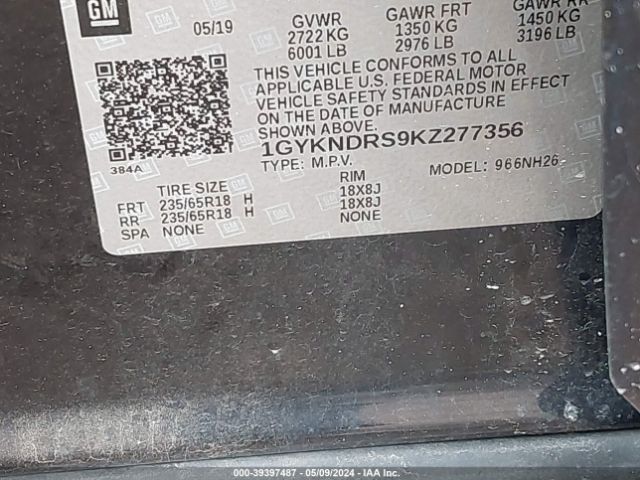 GM
05/19
GVWR GAWR FRT GAWR RR
2722 KG 1350 KG 1450 KG
6001 LB 2976 LB 3196 LB
THIS VEHICLE CONFORMS TO ALL
APPLICABLE U.S. FEDERAL MOTOR
VEHICLE SAFETY STANDARDS IN EFFECT
ON THE DATE OF MANUFACTURE
SHOWN ABOVE.
1GYKNDRS9KZ277356
384A
TYPE: M.P.V. MODEL: 966NH26
TIRE SIZE RIM
FRT 235/65R18 H 18X8J
RR 235/65R18 H 18X8J
SPA NONE NONE
000-39397487 - 05/09/2024 - IAA Inc.